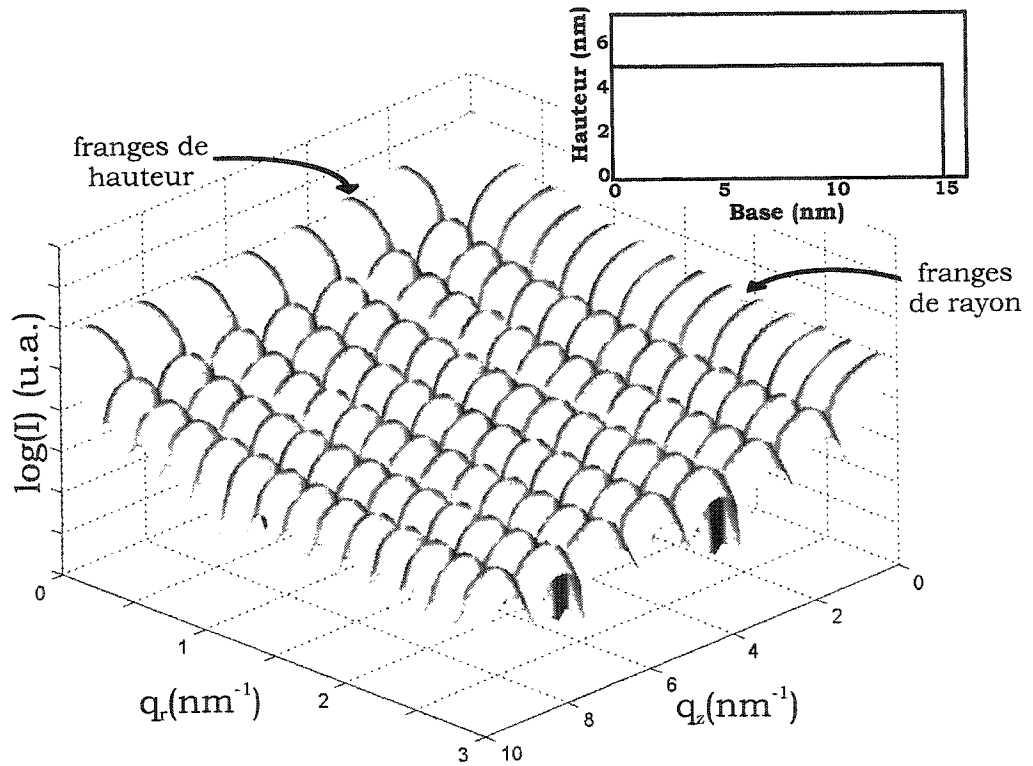 Hauteur (nm)
6
4
2
0
0
5
10
15
Base (nm)
franges de
hauteur
franges
de rayon
log(I) (u.a.)
0
1
2
3
q_r(nm⁻¹)
10
8
6
4
2
0
q_z(nm⁻¹)